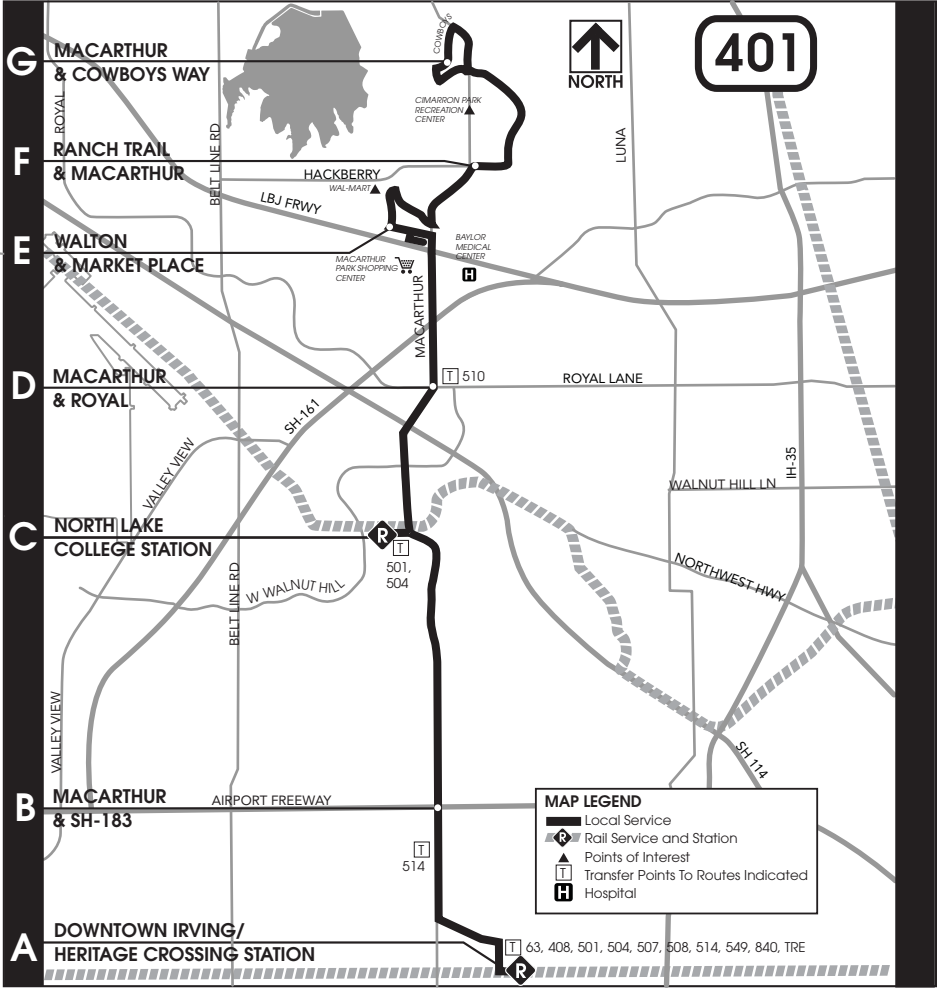 401
NORTH
COWBOYS
G
MACARTHUR
& COWBOYS WAY
CIMARRON PARK
RECREATION
CENTER
ROYAL
BELT LINE RD
LUNA
F
RANCH TRAIL
& MACARTHUR
HACKBERRY
WAL-MART
LBJ FRWY
E
WALTON
& MARKET PLACE
BAYLOR
MEDICAL
CENTER
H
MACARTHUR
PARK SHOPPING
CENTER
MACARTHUR
D
MACARTHUR
& ROYAL
T 510
ROYAL LANE
SH-161
VALLEY VIEW
IH-35
WALNUT HILL LN
C
NORTH LAKE
COLLEGE STATION
R
T
501,
504
NORTHWEST HWY
W WALNUT HILL
BELT LINE RD
VALLEY VIEW
SH 114
B
MACARTHUR
& SH-183
AIRPORT FREEWAY
T
514
MAP LEGEND
Local Service
R Rail Service and Station
Points of Interest
T Transfer Points To Routes Indicated
H Hospital
A
DOWNTOWN IRVING/
HERITAGE CROSSING STATION
T 63, 408, 501, 504, 507, 508, 514, 549, 840, TRE
R